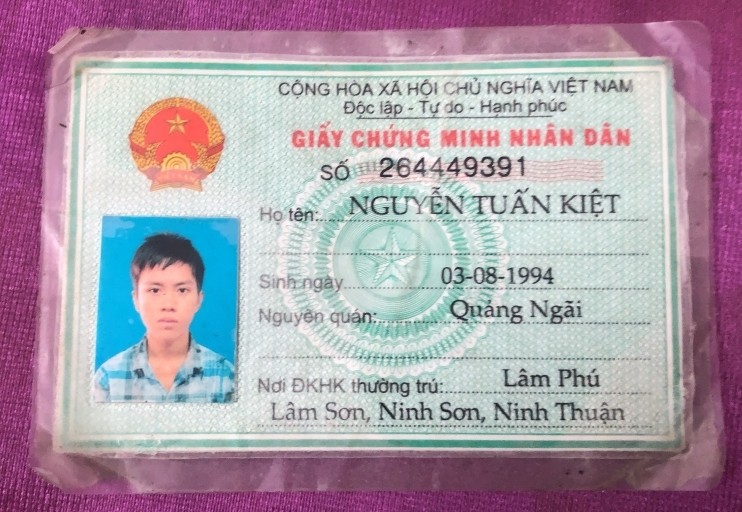 CỘNG HÒA XÃ HỘI CHỦ NGHĨA VIỆT NAM
Độc lập - Tự do - Hạnh phúc
GIẤY CHỨNG MINH NHÂN DÂN
SỐ 264449391
Họ tên: NGUYỄN TUẤN KIỆT
Sinh ngày 03-08-1994
Nguyên quán: Quảng Ngãi
Nơi ĐKHK thường trú: Lâm Phú
Lâm Sơn, Ninh Sơn, Ninh Thuận